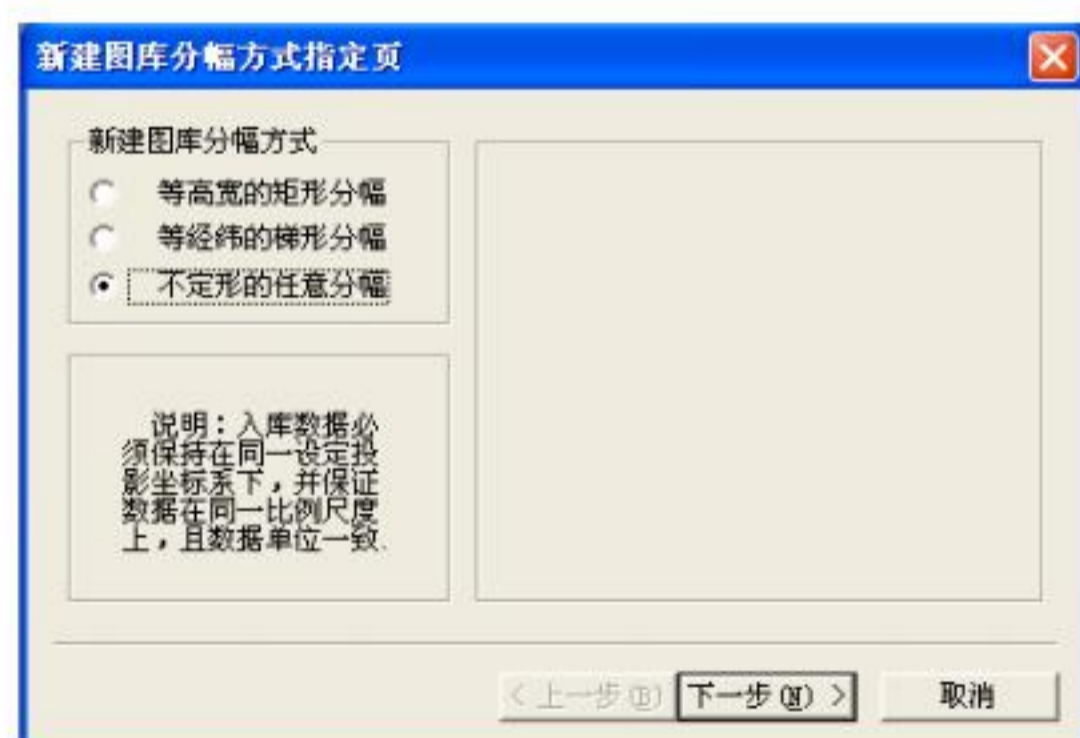 新建图库分幅方式指定页
新建图库分幅方式
等高宽的矩形分幅
等经纬的梯形分幅
不定形的任意分幅
说明：入库数据必
须保持在同一设定投
影坐标系下，并保证
数据在同一比例尺度
上，且数据单位一致.
< 上一步(B) 下一步(N) > 取消